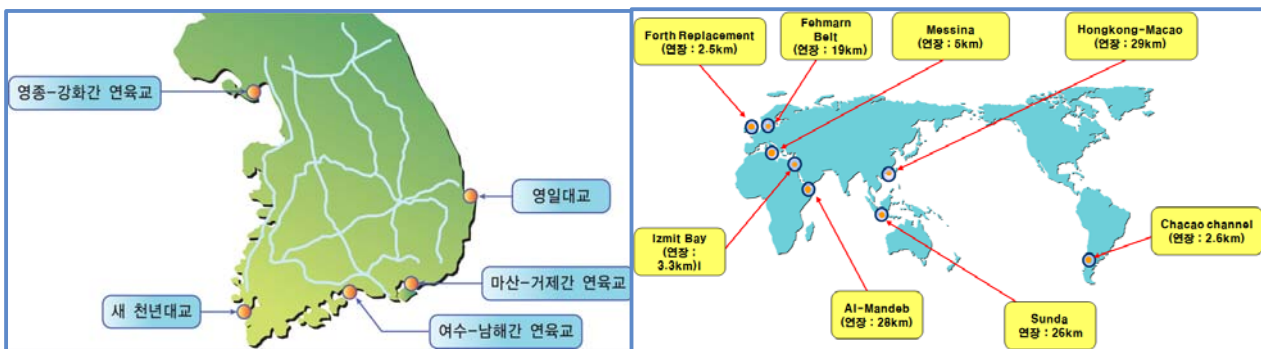 영종-강화간 연육교
영일대교
마산-거제간 연육교
새 천년대교
여수-남해간 연육교
Forth Replacement
(연장 : 2.5km)
Fehmarn
Belt
(연장 : 19km)
Messina
(연장 : 5km)
Hongkong-Macao
(연장 : 29km)
Izmit Bay
(연장 :
3.3km)l
Al-Mandeb
(연장 : 28km)
Sunda
연장 : 26km
Chacao channel
(연장 : 2.6km)